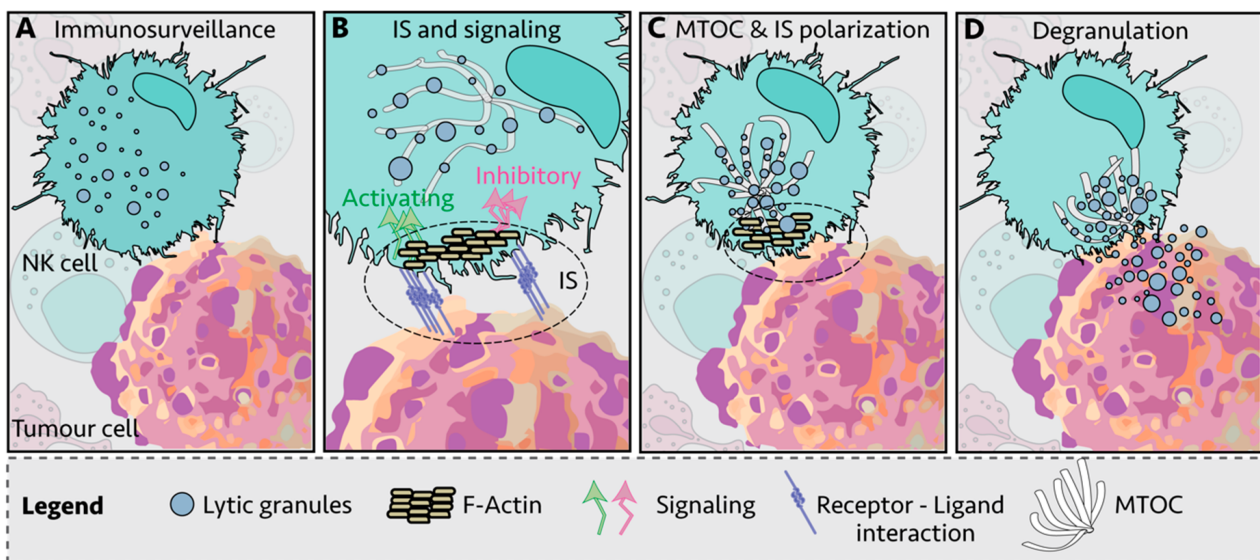 A Immunosurveillance
NK cell
Tumour cell
B IS and signaling
Activating
Inhibitory
IS
C MTOC & IS polarization
D Degranulation
Legend
Lytic granules
F-Actin
Signaling
Receptor - Ligand
interaction
MTOC